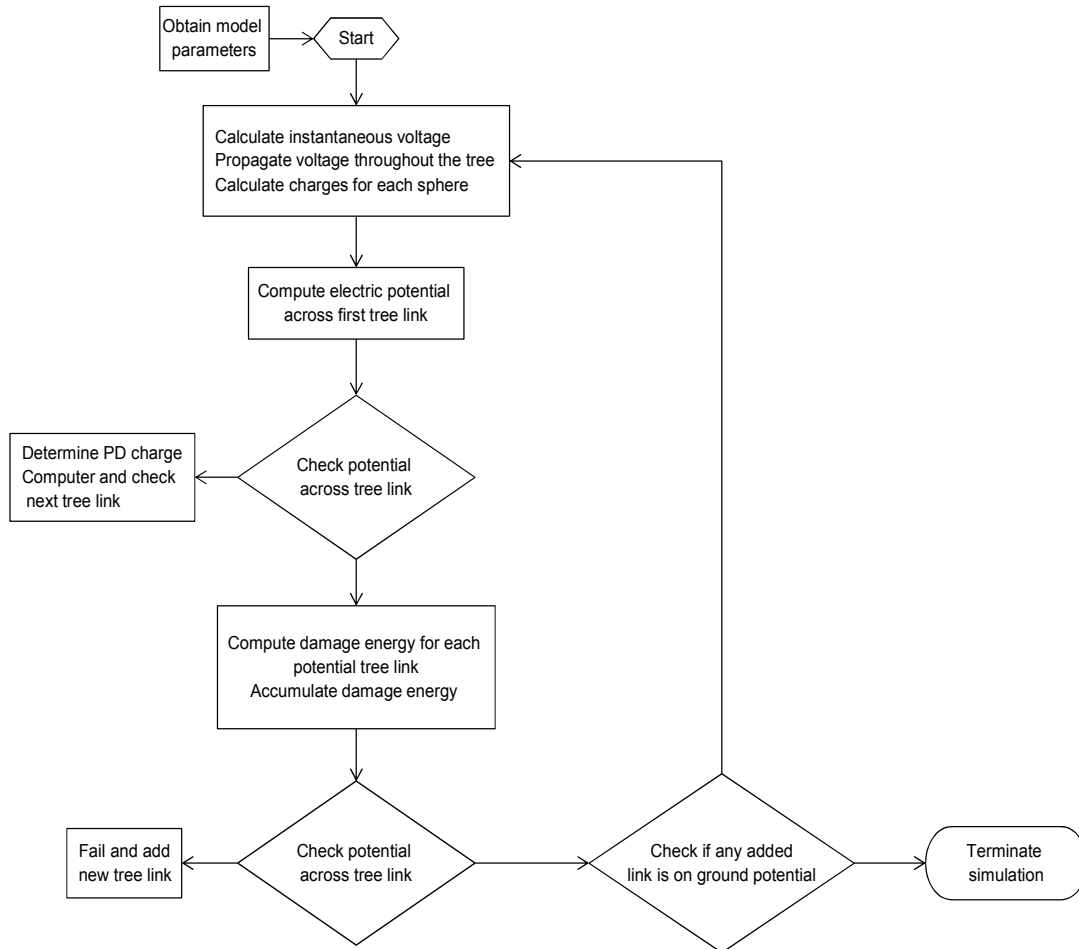 Obtain model
parameters
Start
Calculate instantaneous voltage
Propagate voltage throughout the tree
Calculate charges for each sphere
Compute electric potential
across first tree link
Check potential
across tree link
Determine PD charge
Computer and check
next tree link
Compute damage energy for each
potential tree link
Accumulate damage energy
Check potential
across tree link
Fail and add
new tree link
Check if any added
link is on ground potential
Terminate
simulation